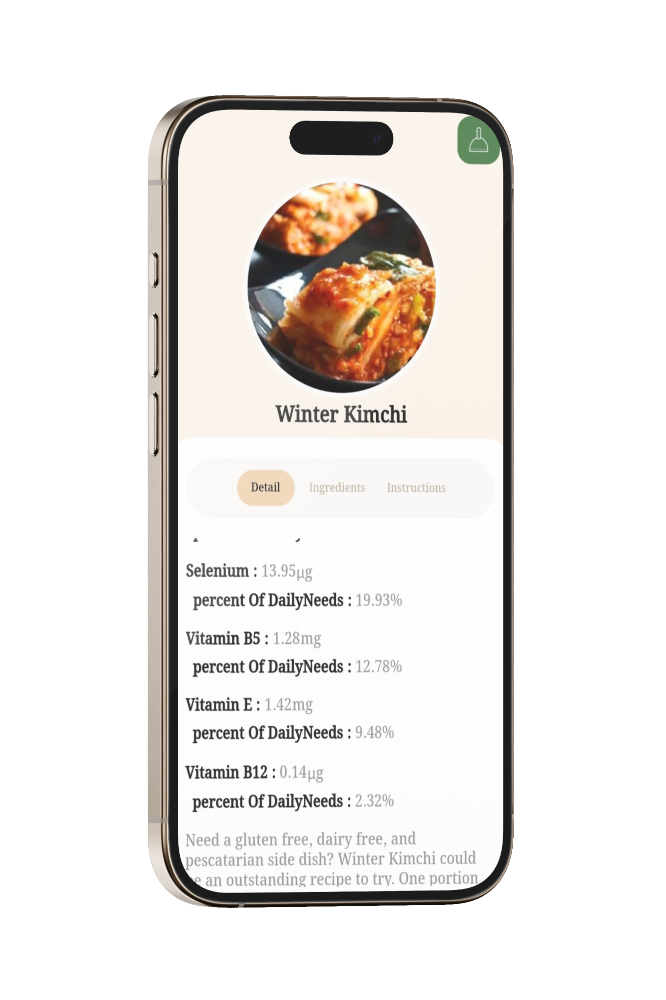 Winter Kimchi
Detail Ingredients Instructions
Selenium : 13.95µg
percent Of DailyNeeds : 19.93%
Vitamin B5 : 1.28mg
percent Of DailyNeeds : 12.78%
Vitamin E : 1.42mg
percent Of DailyNeeds : 9.48%
Vitamin B12 : 0.14µg
percent Of DailyNeeds : 2.32%
Need a gluten free, dairy free, and
pescatarian side dish? Winter Kimchi could
be an outstanding recipe to try. One portion